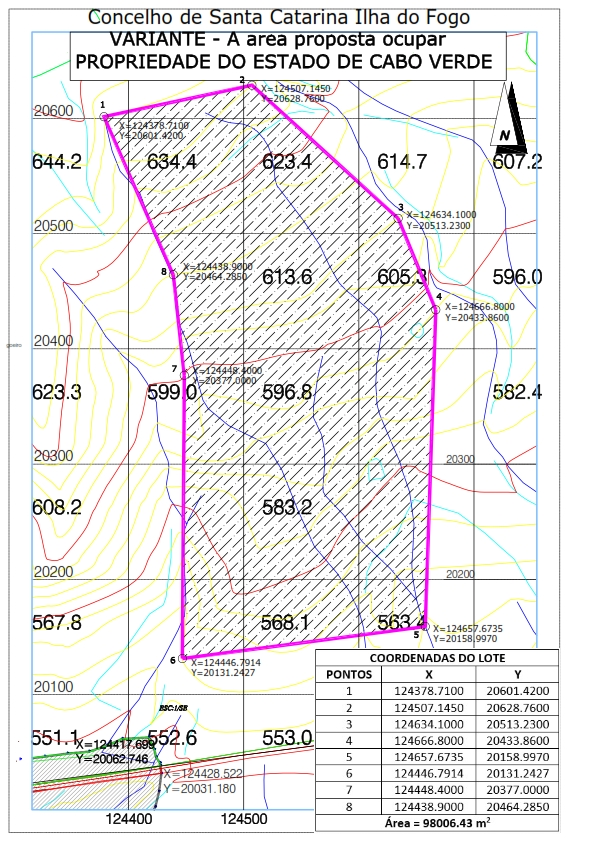 Concelho de Santa Catarina Ilha do Fogo
VARIANTE - A area proposta ocupar
PROPRIEDADE DO ESTADO DE CABO VERDE
1
X=124378.7100
Y=20601.4200
2
X=124507.1450
Y=20628.7600
20600
644.2 634.4 623.4 614.7 607.2
N
3
X=124634.1000
Y=20513.2300
20500
8
X=124438.9000
Y=20464.2850
613.6 605.3 596.0
4
X=124666.8000
Y=20433.8600
20400
7
X=124448.4000
Y=20377.0000
623.3 599.0 596.8 582.4
20300 20300
608.2 583.2
20200 20200
567.8 568.1 563.4
5
X=124657.6735
Y=20158.9970
6
X=124446.7914
Y=20131.2427
20100
551.1 552.6 553.0
X=124417.699
Y=20062.746
X=124428.522
Y=20031.180
124400 124500
COORDENADAS DO LOTE
PONTOS X Y
1 124378.7100 20601.4200
2 124507.1450 20628.7600
3 124634.1000 20513.2300
4 124666.8000 20433.8600
5 124657.6735 20158.9970
6 124446.7914 20131.2427
7 124448.4000 20377.0000
8 124438.9000 20464.2850
Área = 98006.43 m²